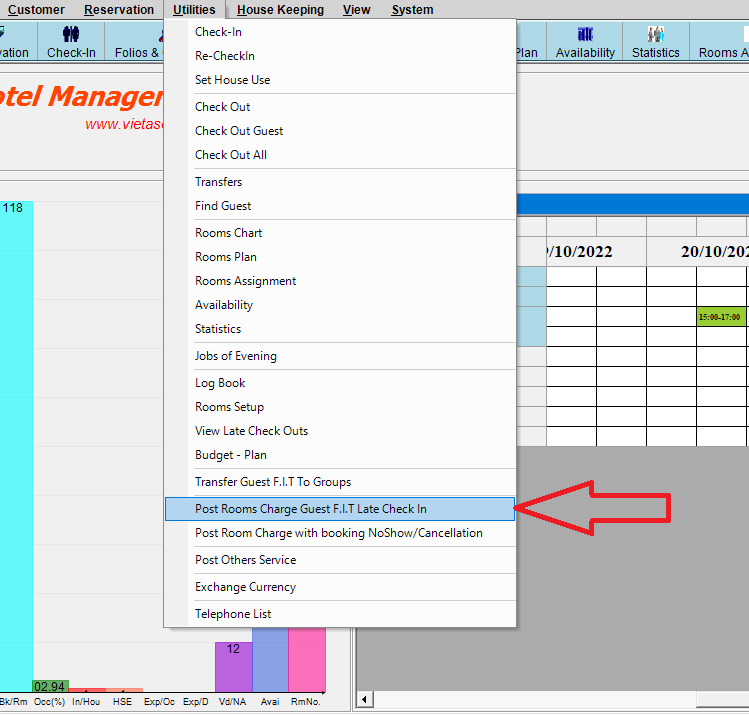 Customer Reservation Utilities House Keeping View System
ation Check-In Folios & Plan Availability Statistics Rooms A
otel Manager
www.vietaso
Check-In
Re-CheckIn
Set House Use
Check Out
Check Out Guest
Check Out All
Transfers
Find Guest
Rooms Chart
Rooms Plan
Rooms Assignment
Availability
Statistics
Jobs of Evening
Log Book
Rooms Setup
View Late Check Outs
Budget - Plan
Transfer Guest F.I.T To Groups
Post Rooms Charge Guest F.I.T Late Check In
Post Room Charge with booking NoShow/Cancellation
Post Others Service
Exchange Currency
Telephone List
118
/10/2022 20/10/202
15:00-17:00
12
02.94
Bk/Rm Occ(%) In/Hou HSE Exp/Oc Exp/D Vd/NA Avai RmNo.